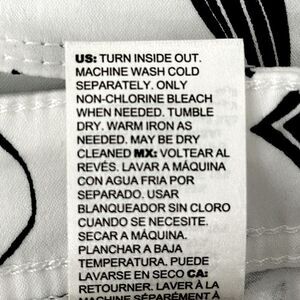 US: TURN INSIDE OUT.
MACHINE WASH COLD
SEPARATELY. ONLY
NON-CHLORINE BLEACH
WHEN NEEDED. TUMBLE
DRY. WARM IRON AS
NEEDED. MAY BE DRY
CLEANED MX: VOLTEAR AL
REVÉS. LAVAR A MÁQUINA
CON AGUA FRIA POR
SEPARADO. USAR
BLANQUEADOR SIN CLORO
CUANDO SE NECESITE.
SECAR A MÁQUINA.
PLANCHAR A BAJA
TEMPERATURA. PUEDE
LAVARSE EN SECO CA:
RETOURNER. LAVER À LA
MACHINE SÉPARÉMENT À